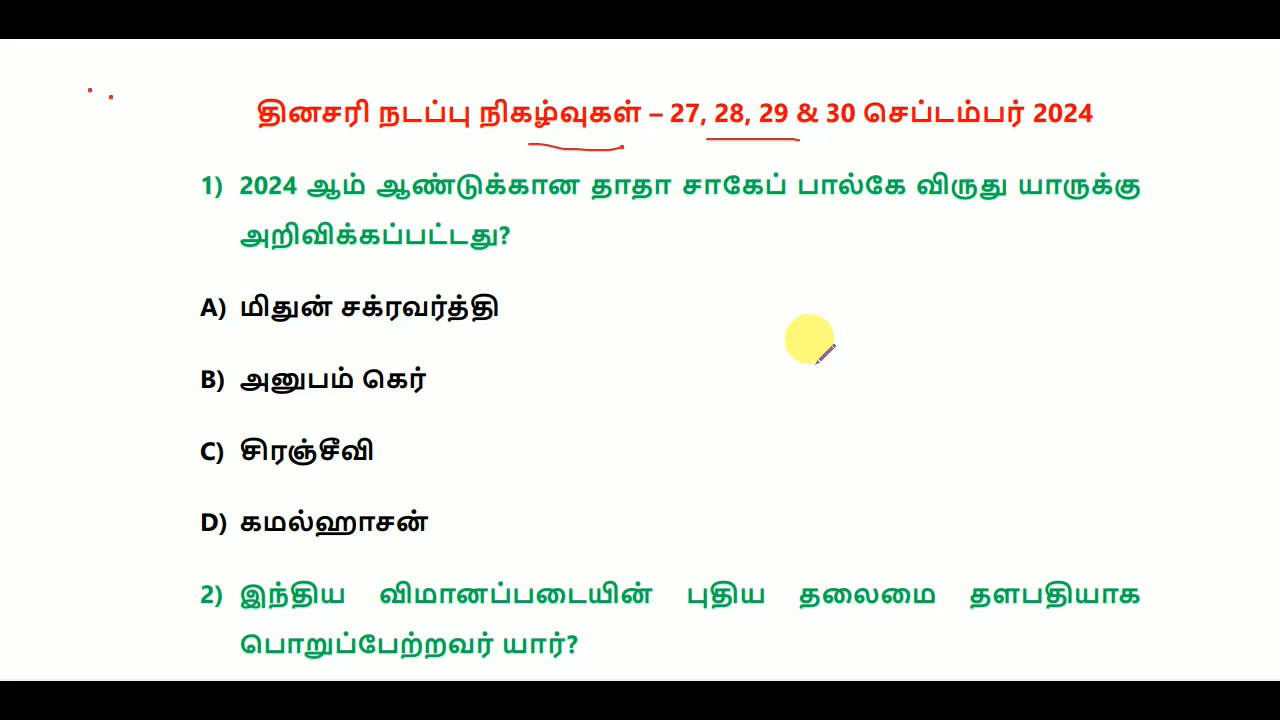 தினசரி நடப்பு நிகழ்வுகள் – 27, 28, 29 & 30 செப்டம்பர் 2024
1) 2024 ஆம் ஆண்டுக்கான தாதா சாகேப் பால்கே விருது யாருக்கு
அறிவிக்கப்பட்டது?
A) மிதுன் சக்ரவர்த்தி
B) அனுபம் கெர்
C) சிரஞ்சீவி
D) கமல்ஹாசன்
2) இந்திய விமானப்படையின் புதிய தலைமை தளபதியாக
பொறுப்பேற்றவர் யார்?